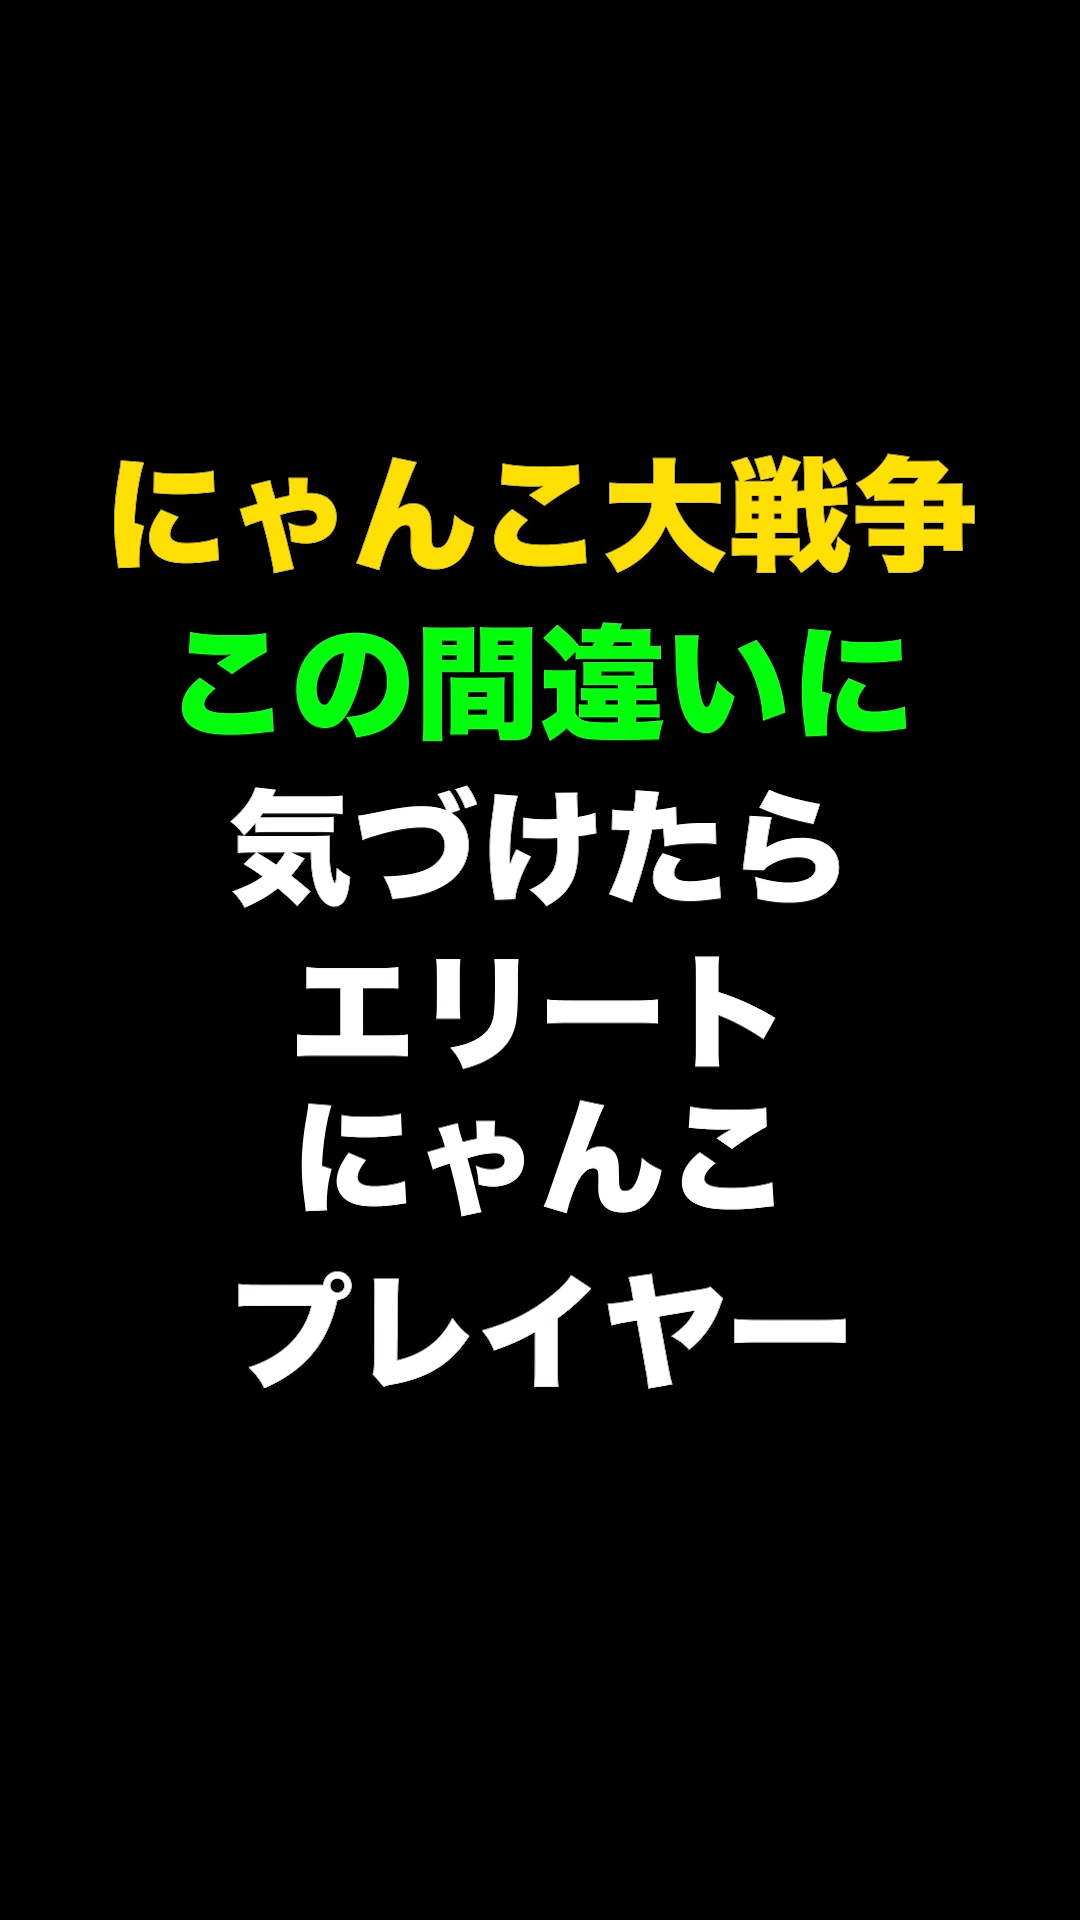 にゃんこ大戦争
この間違いに
気づけたら
エリート
にゃんこ
プレイヤー